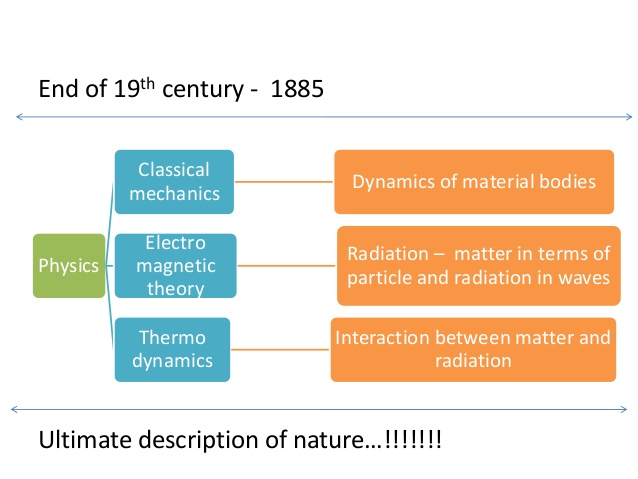 End of 19th century -  1885
Classical
mechanics
Dynamics of material bodies
Physics
Electro
magnetic
theory
Radiation –  matter in terms of
particle and radiation in waves
Thermo
dynamics
Interaction between matter and
radiation
Ultimate description of nature…!!!!!!!